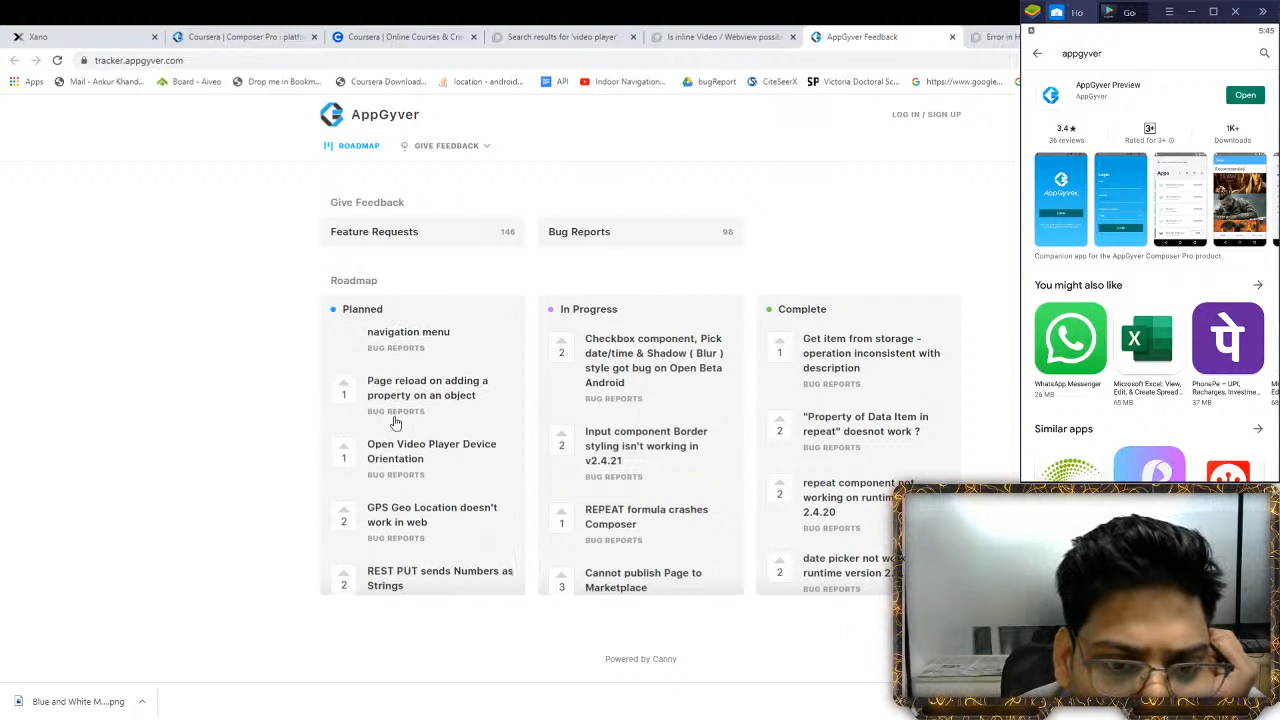 Xano
Coursera | Composer Pro : platfo
Coursera | Online Courses & Cre
Search results for 'video player'
Is inline Video / Webview possibl
AppGyver Feedback
Error in H
tracker.appgyver.com
Apps
Mail - Ankur Khand...
Board - Aiveo
Drop me in Bookm...
Coursera Download...
location - android...
API
Indoor Navigation...
bugReport
CiteSeerX
SP
Victoria Doctoral Sc...
https://www.google...
AppGyver
LOG IN / SIGN UP
ROADMAP
GIVE FEEDBACK
Give Feedback
Feature Requests
Bug Reports
Roadmap
Planned
navigation menu
BUG REPORTS
1
Page reload on adding a
property on an object
BUG REPORTS
1
Open Video Player Device
Orientation
BUG REPORTS
2
GPS Geo Location doesn't
work in web
BUG REPORTS
2
REST PUT sends Numbers as
Strings
In Progress
2
Checkbox component, Pick
date/time & Shadow ( Blur )
style got bug on Open Beta
Android
BUG REPORTS
2
Input component Border
styling isn't working in
v2.4.21
BUG REPORTS
1
REPEAT formula crashes
Composer
BUG REPORTS
3
Cannot publish Page to
Marketplace
Complete
1
Get item from storage -
operation inconsistent with
description
BUG REPORTS
2
"Property of Data Item in
repeat" doesnot work ?
BUG REPORTS
2
repeat component not
working on runtime
2.4.20
BUG REPORTS
2
date picker not wo
runtime version 2.
BUG REPORTS
Powered by Canny
Blue and White M....png
Ho
Go
5:45
appgyver
AppGyver Preview
AppGyver
Open
3.4★
36 reviews
3+
Rated for 3+
1K+
Downloads
Companion app for the AppGyver Composer Pro product.
You might also like
WhatsApp Messenger
26 MB
Microsoft Excel: View,
Edit, & Create Spread...
65 MB
PhonePe – UPI,
Recharges, Investme...
37 MB
Similar apps